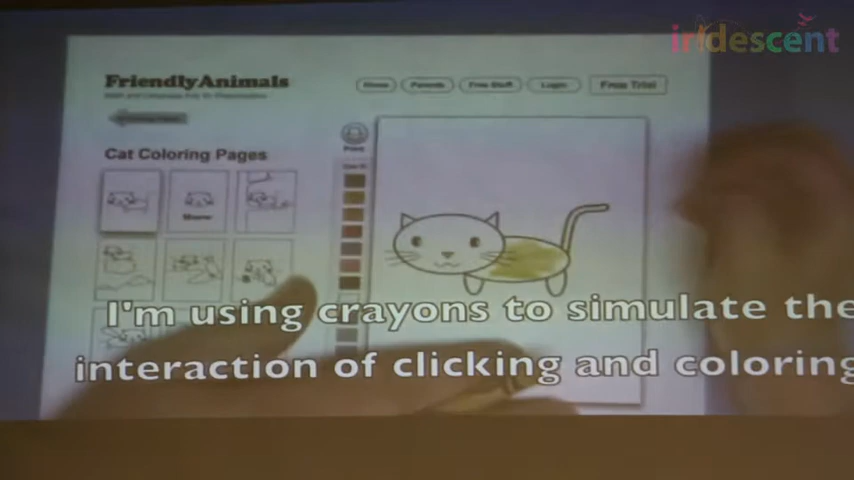 iridescent
FriendlyAnimals
Home Parents Free Stuff Login Free Trial
Cat Coloring Pages
Print
Meow
I'm using crayons to simulate the
interaction of clicking and coloring